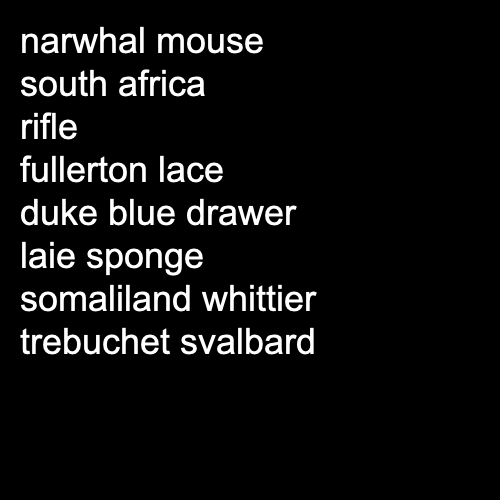 narwhal mouse
south africa
rifle
fullerton lace
duke blue drawer
laie sponge
somaliland whittier
trebuchet svalbard